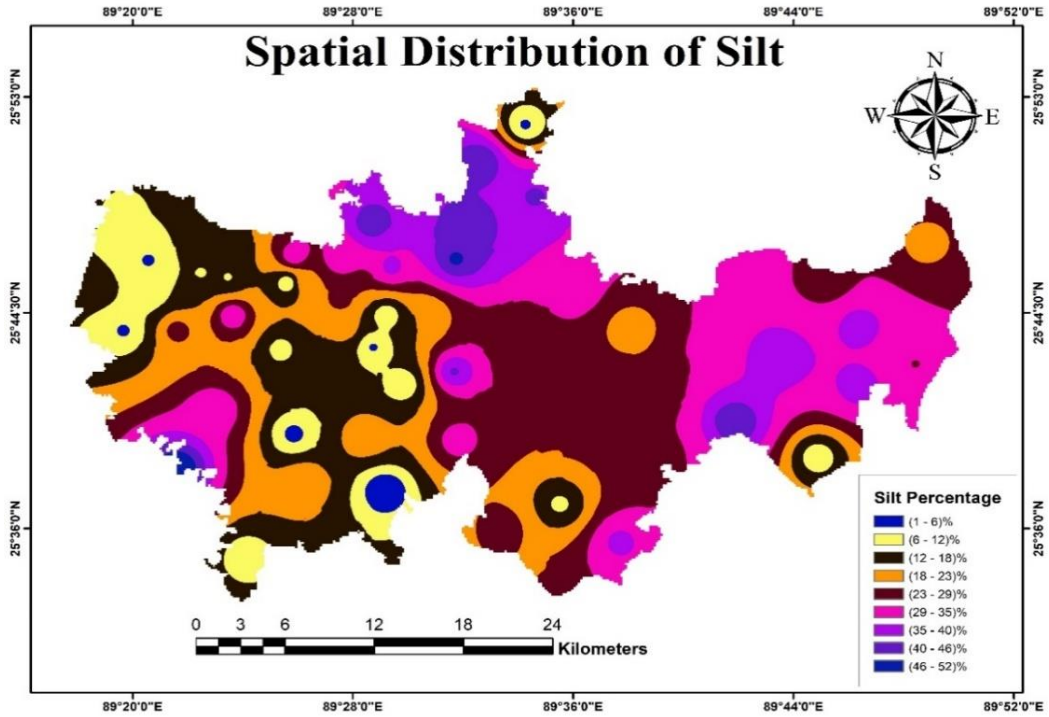 89°20'0"E 89°28'0"E 89°36'0"E 89°44'0"E 89°52'0"E
Spatial Distribution of Silt
N
W E
S
25°53'0"N 25°53'0"N
25°44'30"N 25°44'30"N
25°36'0"N 25°36'0"N
Silt Percentage
(1 - 6)%
(6 - 12)%
(12 - 18)%
(18 - 23)%
(23 - 29)%
(29 - 35)%
(35 - 40)%
(40 - 46)%
(46 - 52)%
0 3 6 12 18 24
Kilometers
89°20'0"E 89°28'0"E 89°36'0"E 89°44'0"E 89°52'0"E